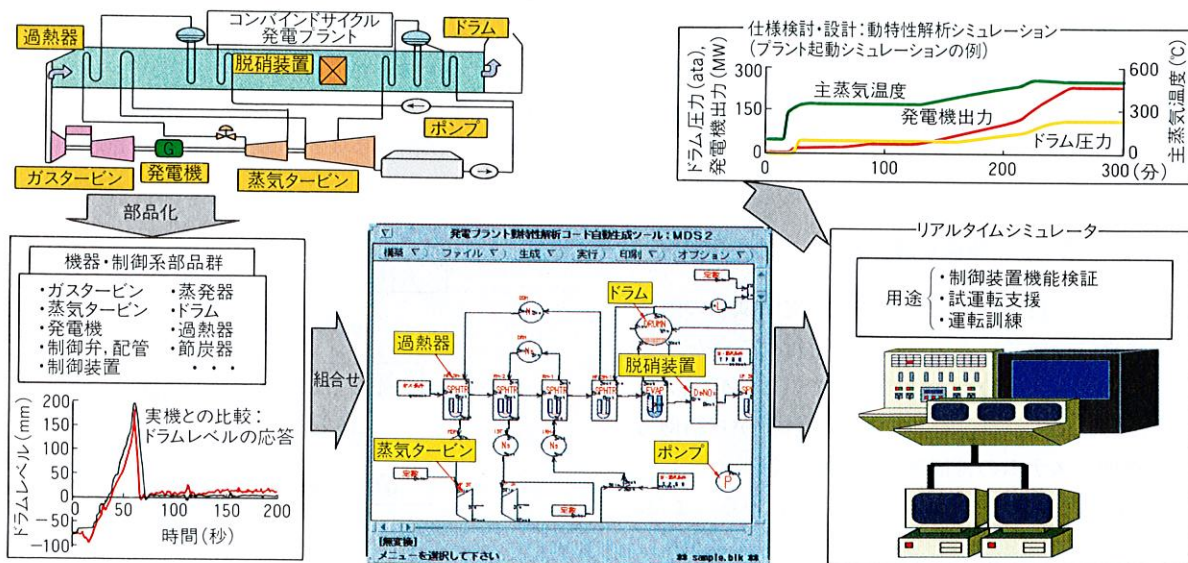 コンバインドサイクル
発電プラント
過熱器
ドラム
脱硝装置
ポンプ
G
ガスタービン
発電機
蒸気タービン
部品化
機器・制御系部品群
・ガスタービン
・蒸気タービン
・発電機
・制御弁,配管
・制御装置
・蒸発器
・ドラム
・過熱器
・節炭器
・・・
実機との比較:
ドラムレベルの応答
ドラムレベル(mm)
200
150
100
50
0
-50
-100
0
50
100
150
200
時間(秒)
組合せ
発電プラント動特性解析コード自動生成ツール:MDS2
構築 ▽)
ファイル ▽)
生成 ▽)
実行)
印刷 ▽)
オプション ▽)
ドラム
DRUMN
過熱器
脱硝装置
SPHTR
SPHTR
SPHTR
SPHTR
EVAP
DeNOx
蒸気タービン
ポンプ
P
[無変換]
メニューを選択して下さい
** sample.blk **
仕様検討・設計:動特性解析シミュレーション
(プラント起動シミュレーションの例)
ドラム圧力(ata),
発電機出力(MW)
300
150
0
主蒸気温度
発電機出力
ドラム圧力
600
300
0
主蒸気温度(℃)
0
100
200
300(分)
リアルタイムシミュレータ
用途
・制御装置機能検証
・試運転支援
・運転訓練